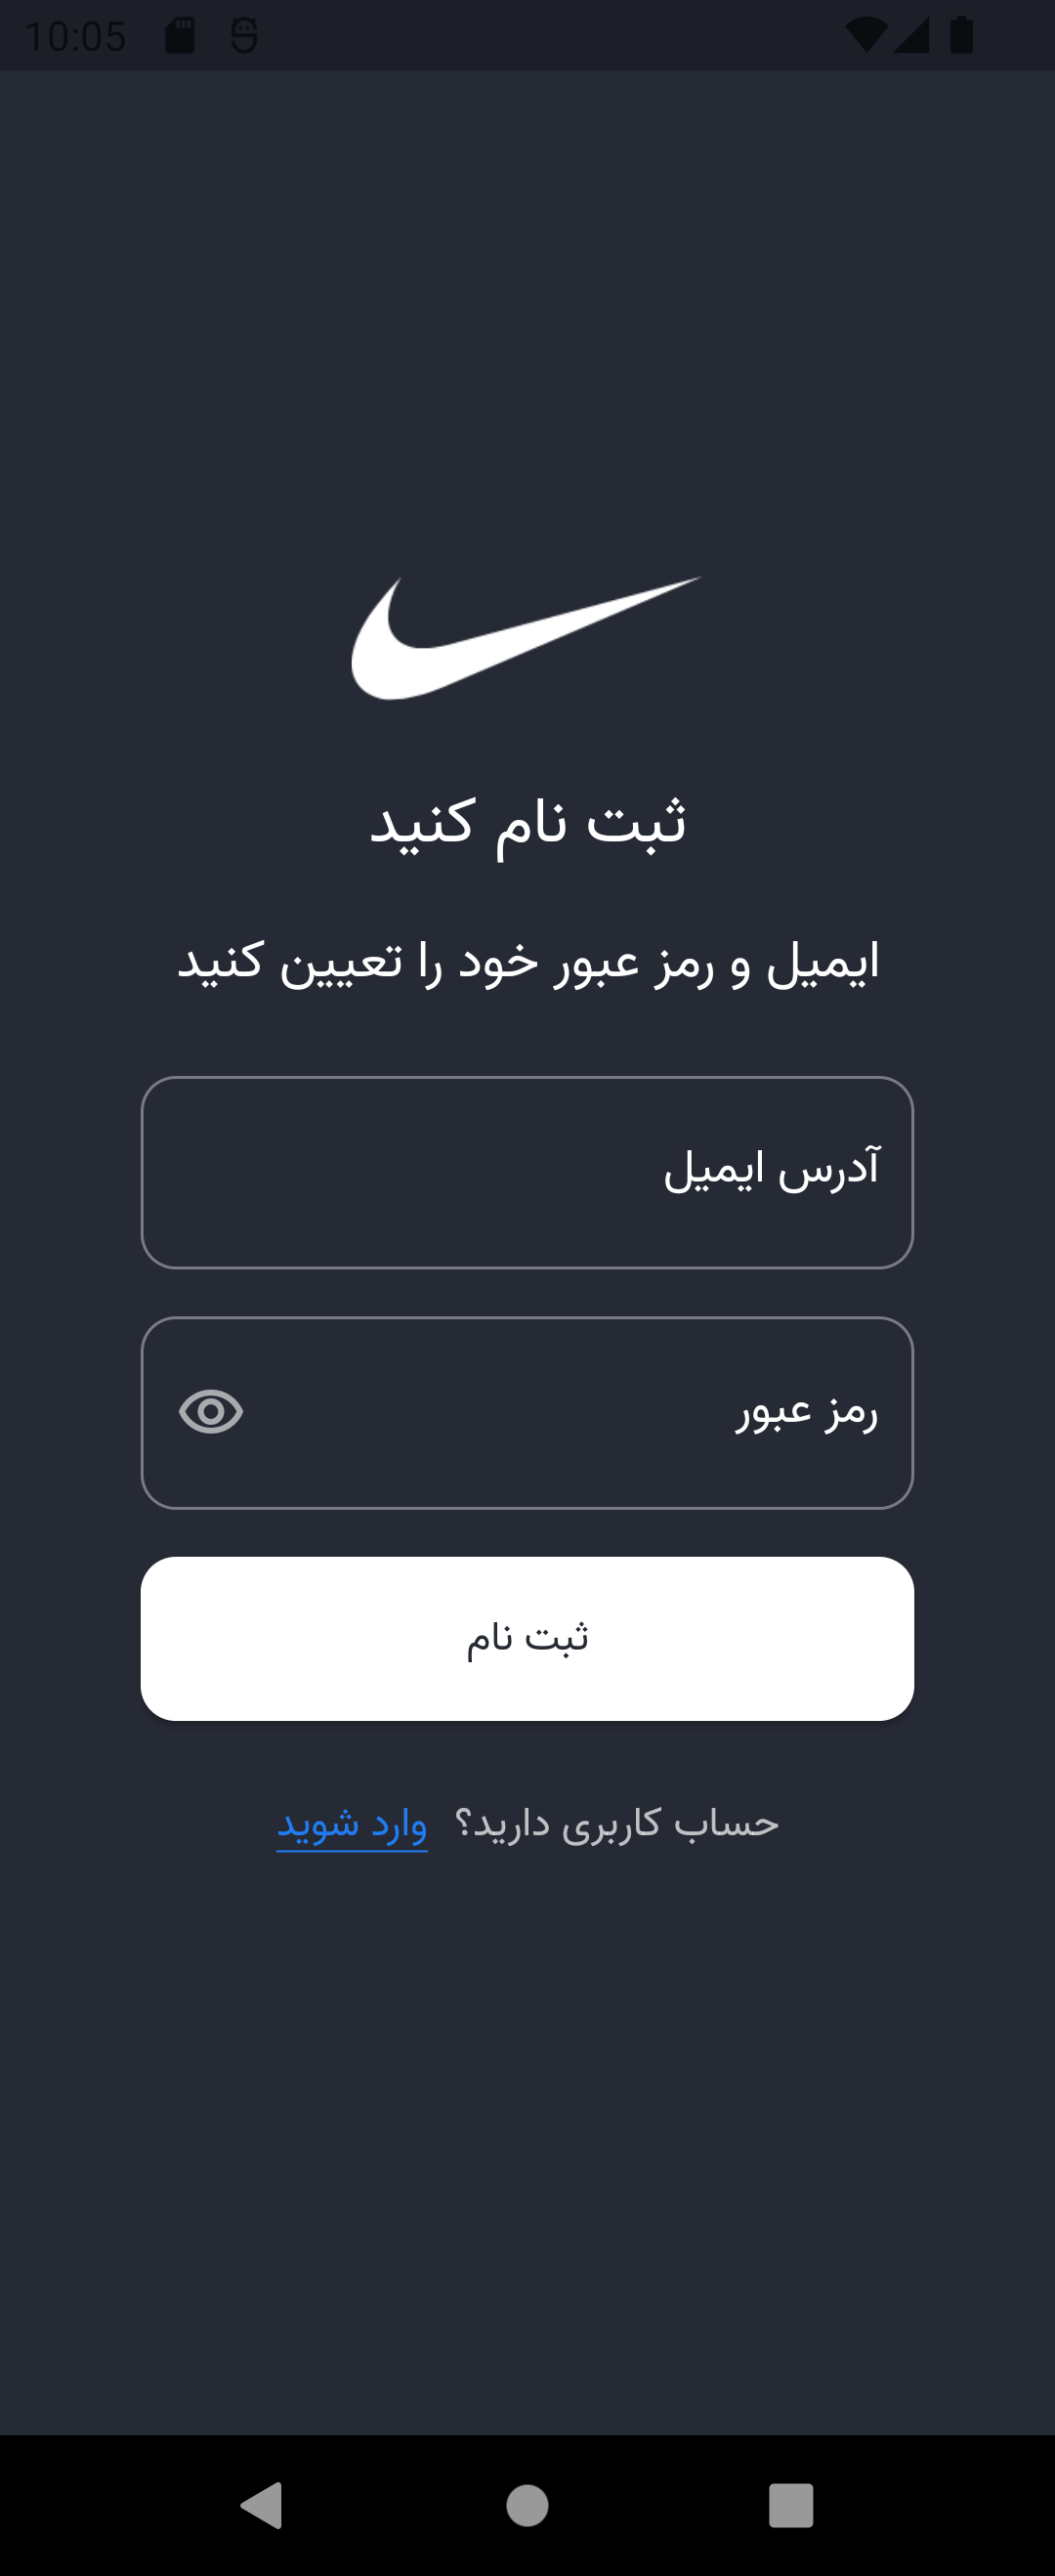 10:05
ثبت نام کنید
ایمیل و رمز عبور خود را تعیین کنید
آدرس ایمیل
رمز عبور
ثبت نام
حساب کاربری دارید؟ وارد شوید